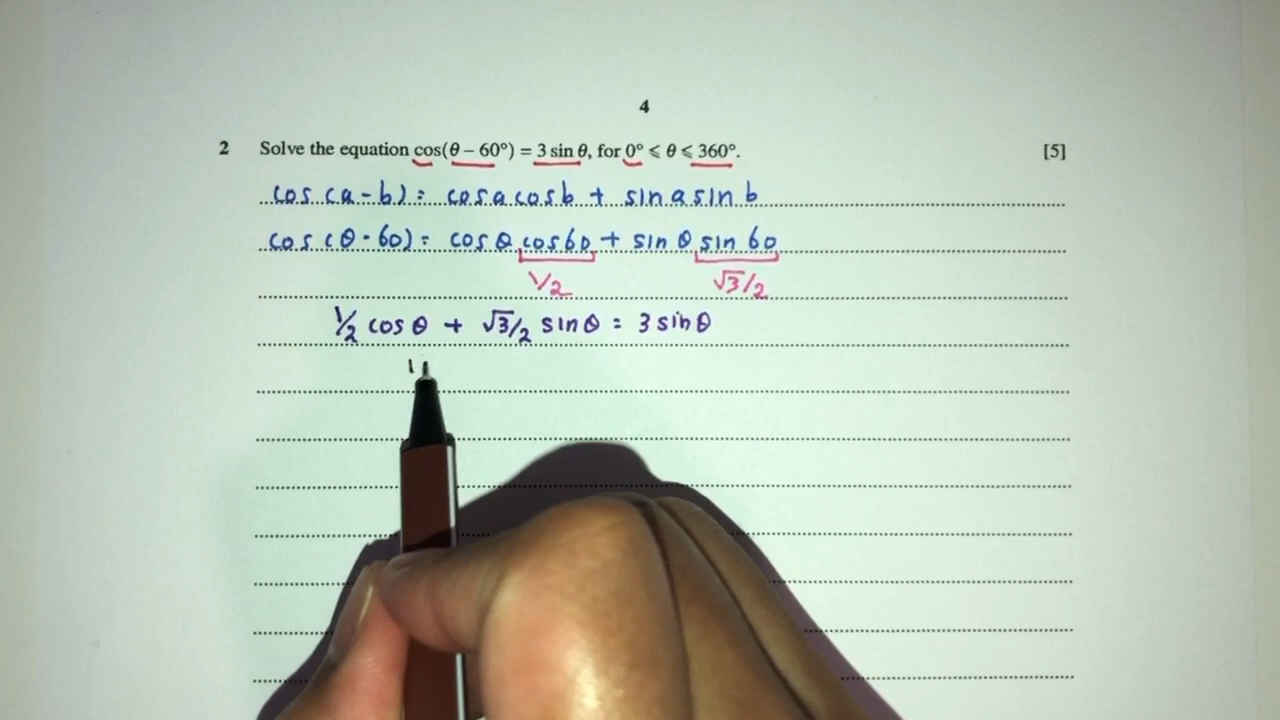 4
2 Solve the equation cos(θ − 60°) = 3 sin θ, for 0° ⩽ θ ⩽ 360°. [5]
cos (a-b) = cos a cos b + sin a sin b
cos (θ - 60) = cos θ cos 60 + sin θ sin 60
1/2 √3/2
1/2 cos θ + √3/2 sin θ = 3 sin θ